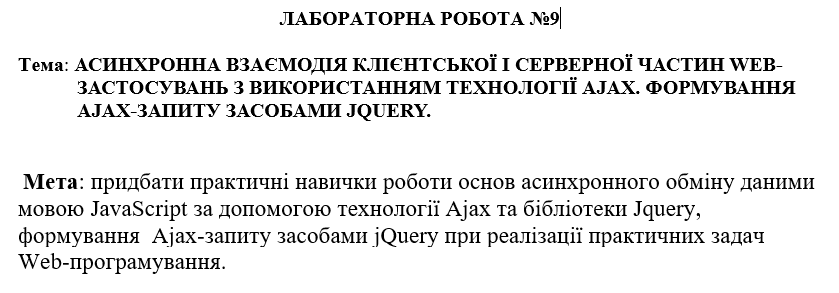 ЛАБОРАТОРНА РОБОТА №9
Тема: АСИНХРОННА ВЗАЄМОДІЯ КЛІЄНТСЬКОЇ І СЕРВЕРНОЇ ЧАСТИН WEB-
ЗАСТОСУВАНЬ З ВИКОРИСТАННЯМ ТЕХНОЛОГІЇ AJAX. ФОРМУВАННЯ
AJAX-ЗАПИТУ ЗАСОБАМИ JQUERY.
Мета: придбати практичні навички роботи основ асинхронного обміну даними
мовою JavaScript за допомогою технології Ajax та бібліотеки Jquery,
формування Ajax-запиту засобами jQuery при реалізації практичних задач
Web-програмування.